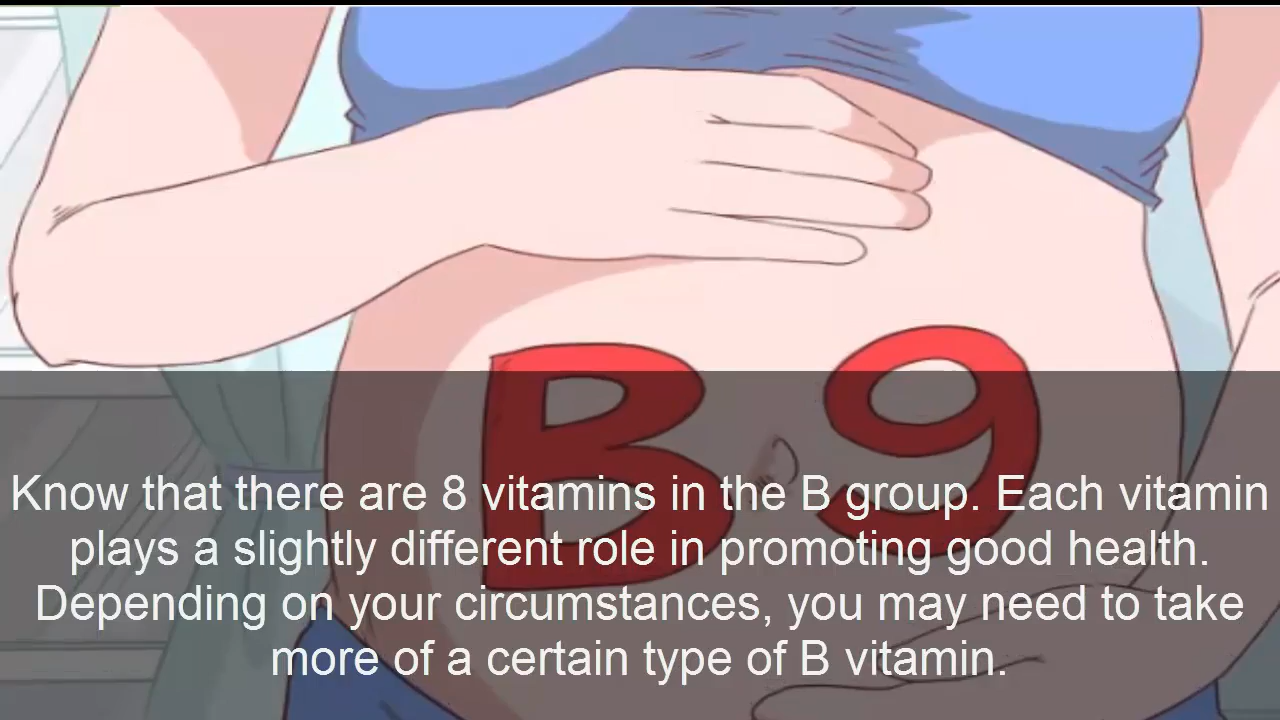 B 9
Know that there are 8 vitamins in the B group. Each vitamin
plays a slightly different role in promoting good health.
Depending on your circumstances, you may need to take
more of a certain type of B vitamin.